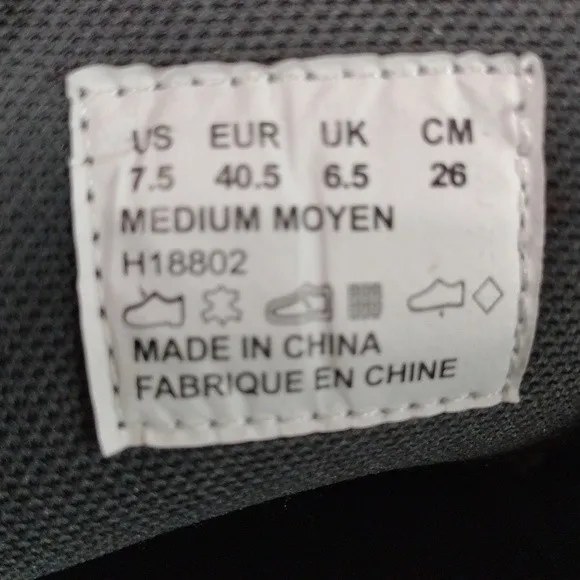 US EUR UK CM
7.5 40.5 6.5 26
MEDIUM MOYEN
H18802
MADE IN CHINA
FABRIQUE EN CHINE